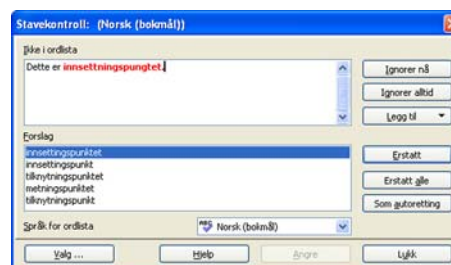 Stavekontroll: (Norsk (bokmål))
Ikke i ordlista
Dette er innsettningspungtet.
Ignorer nå
Ignorer alltid
Legg til
Forslag
innsettingspunktet
innsettingspunkt
tilknytningspunktet
metningspunktet
tilknytningspunkt
Erstatt
Erstatt alle
Som autoretting
Språk for ordlista
ABC Norsk (bokmål)
Valg ...
Hjelp
Angre
Lukk